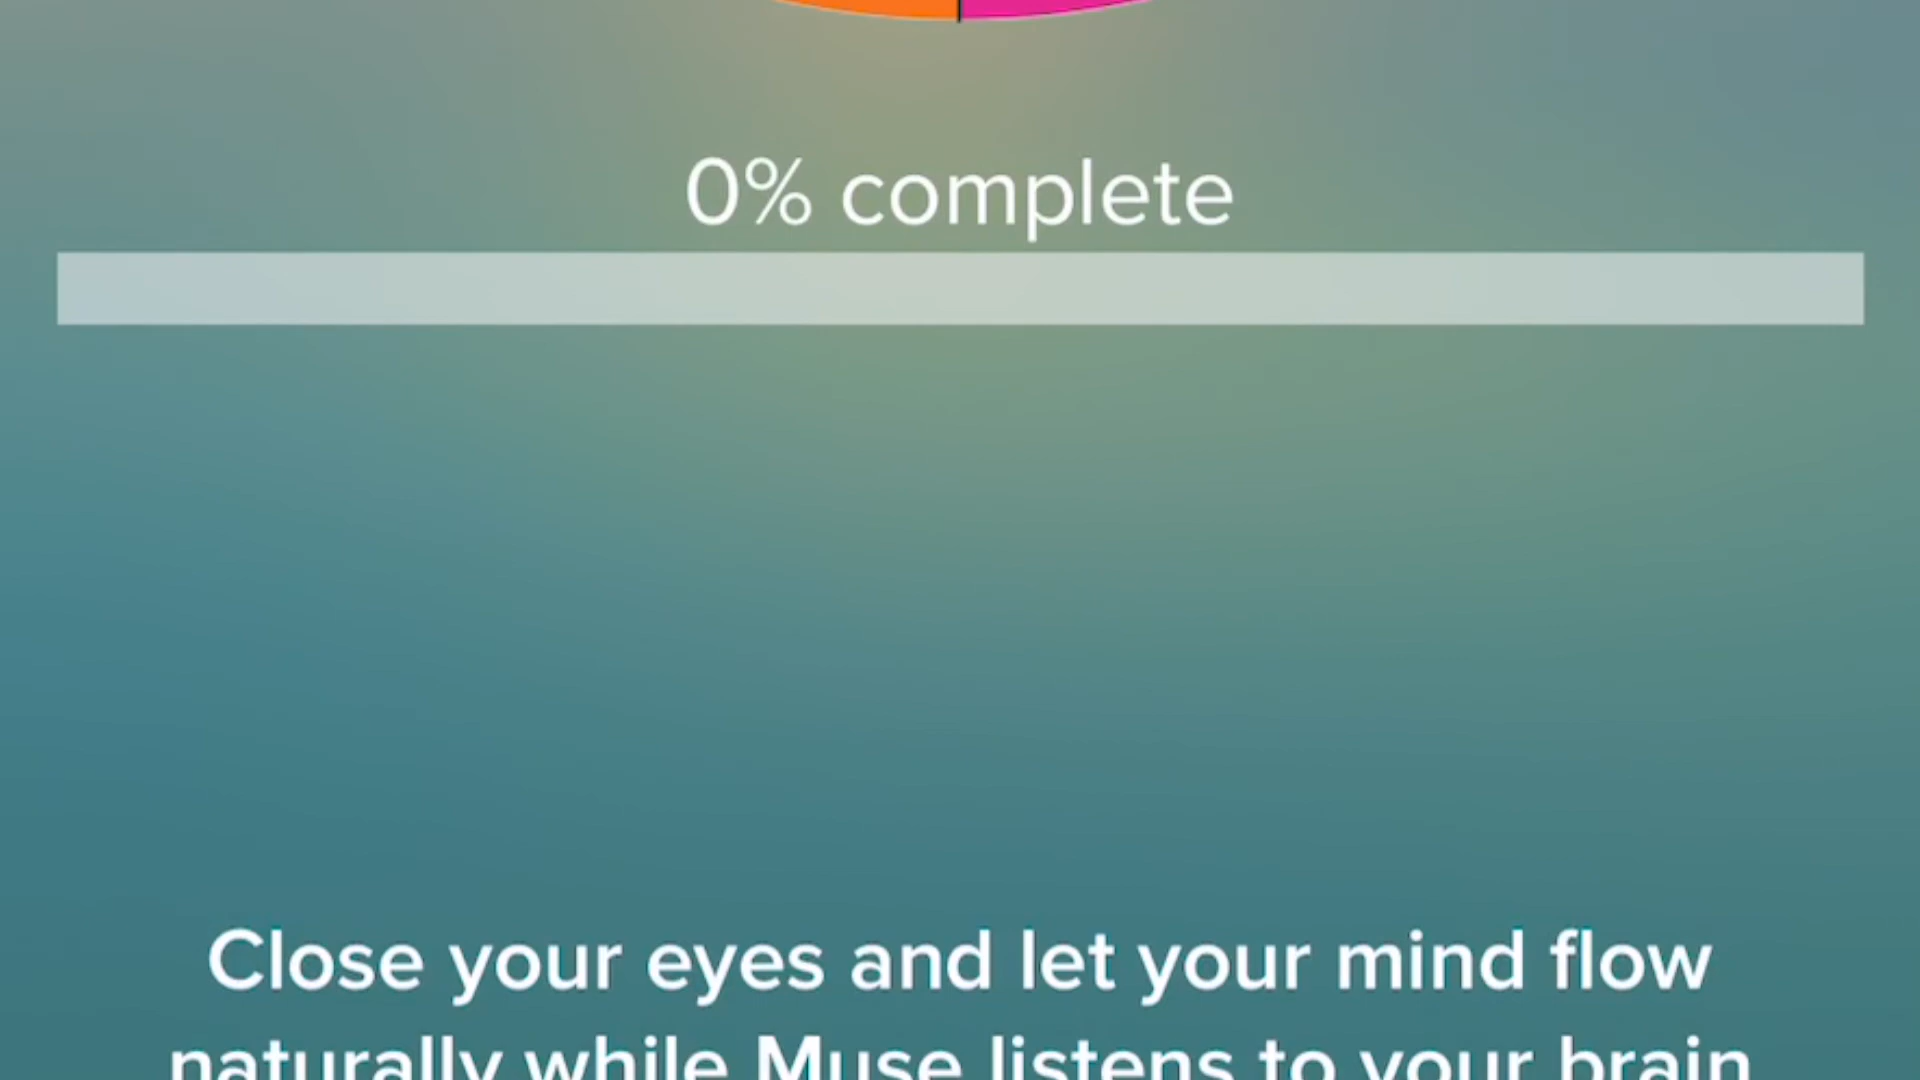 0% complete
Close your eyes and let your mind flow
naturally while Muse listens to your brain